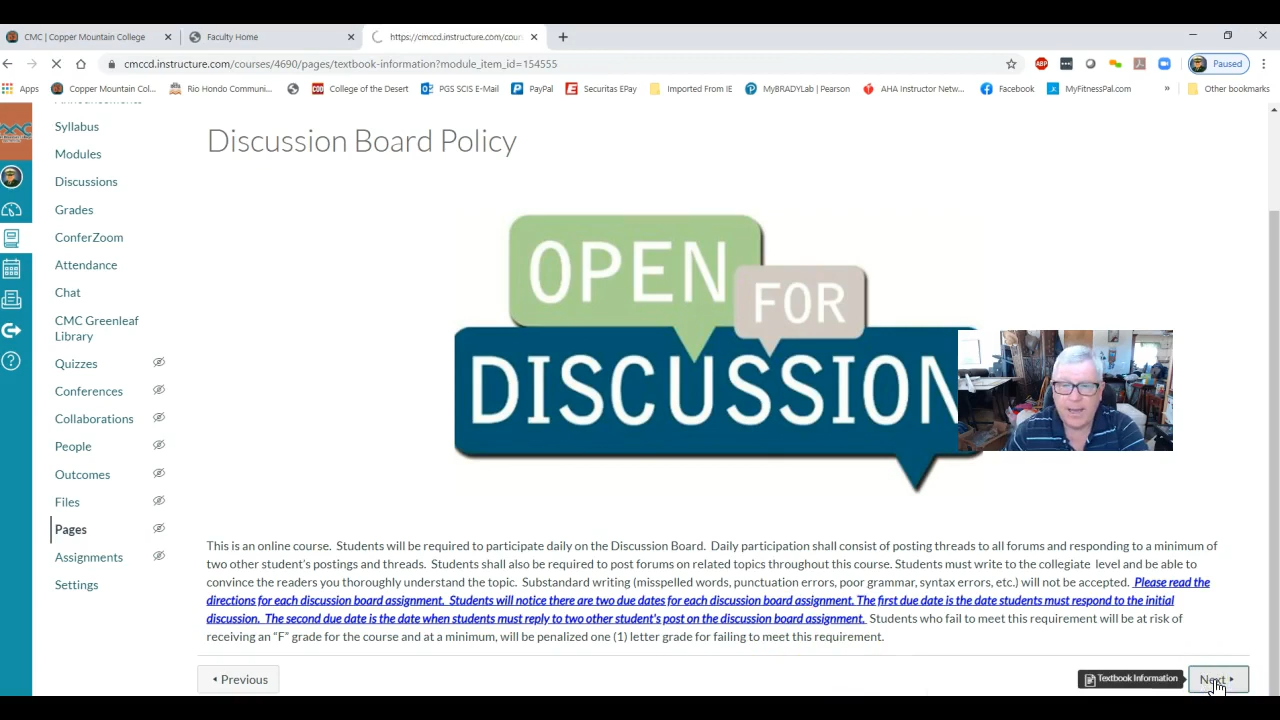 CMC | Copper Mountain College
Faculty Home
https://cmccd.instructure.com/cour
cmccd.instructure.com/courses/4690/pages/textbook-information?module_item_id=154555
ABP
Paused
Apps
Copper Mountain Col...
Rio Hondo Communi...
COD
College of the Desert
PGS SCIS E-Mail
PayPal
Securitas EPay
Imported From IE
MyBRADYLab | Pearson
AHA Instructor Netw...
Facebook
MyFitnessPal.com
»
Other bookmarks
Announcements
Syllabus
Modules
Discussions
Grades
ConferZoom
Attendance
Chat
CMC Greenleaf
Library
Quizzes
Conferences
Collaborations
People
Outcomes
Files
Pages
Assignments
Settings
Discussion Board Policy
OPEN
FOR
DISCUSSION
This is an online course. Students will be required to participate daily on the Discussion Board. Daily participation shall consist of posting threads to all forums and responding to a minimum of
two other student's postings and threads. Students shall also be required to post forums on related topics throughout this course. Students must write to the collegiate level and be able to
convince the readers you thoroughly understand the topic. Substandard writing (misspelled words, punctuation errors, poor grammar, syntax errors, etc.) will not be accepted. Please read the
directions for each discussion board assignment. Students will notice there are two due dates for each discussion board assignment. The first due date is the date students must respond to the initial
discussion. The second due date is the date when students must reply to two other student's post on the discussion board assignment. Students who fail to meet this requirement will be at risk of
receiving an "F" grade for the course and at a minimum, will be penalized one (1) letter grade for failing to meet this requirement.
Previous
Textbook Information
Next